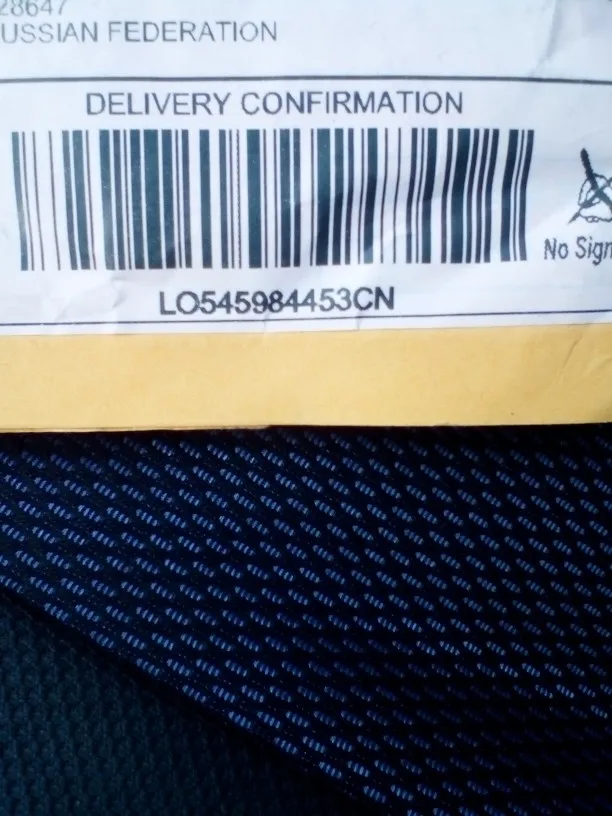 28647
USSIAN FEDERATION
DELIVERY CONFIRMATION
No Sign
LO545984453CN